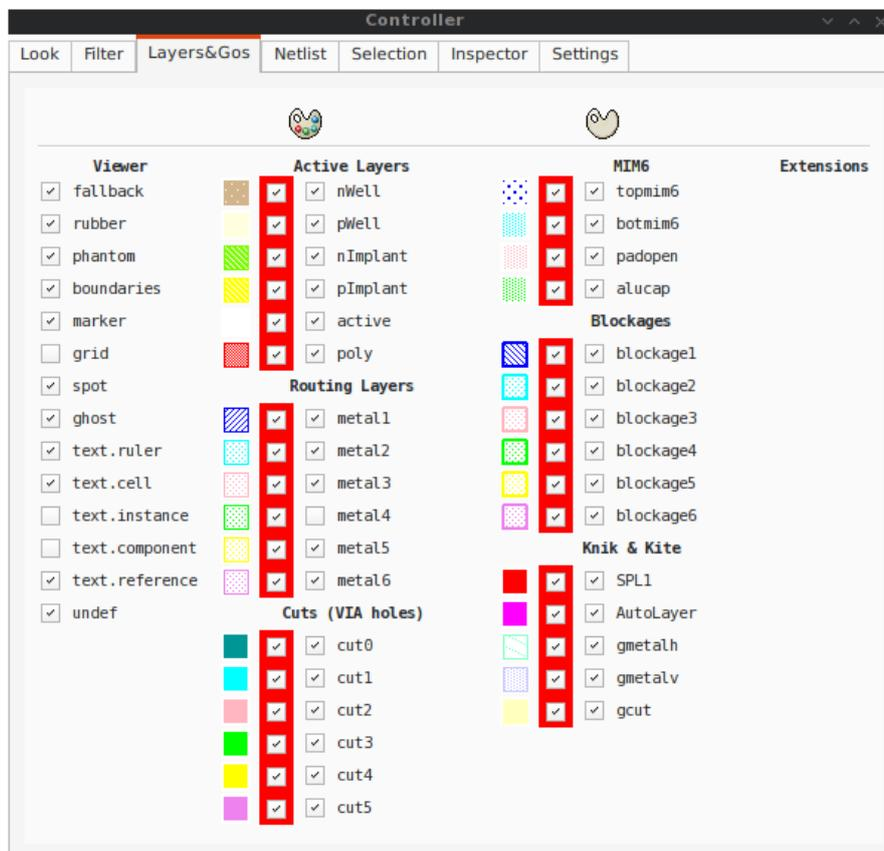 Controller
Look Filter Layers&Gos Netlist Selection Inspector Settings
Viewer Active Layers MIM6 Extensions
fallback nWell topmim6
rubber pWell botmim6
phantom nImplant padopen
boundaries pImplant alucap
marker active Blockages
grid poly blockage1
spot Routing Layers blockage2
ghost metal1 blockage3
text.ruler metal2 blockage4
text.cell metal3 blockage5
text.instance metal4 blockage6
text.component metal5 Knik & Kite
text.reference metal6 SPL1
undef Cuts (VIA holes) AutoLayer
cut0 gmetalh
cut1 gmetalv
cut2 gcut
cut3
cut4
cut5